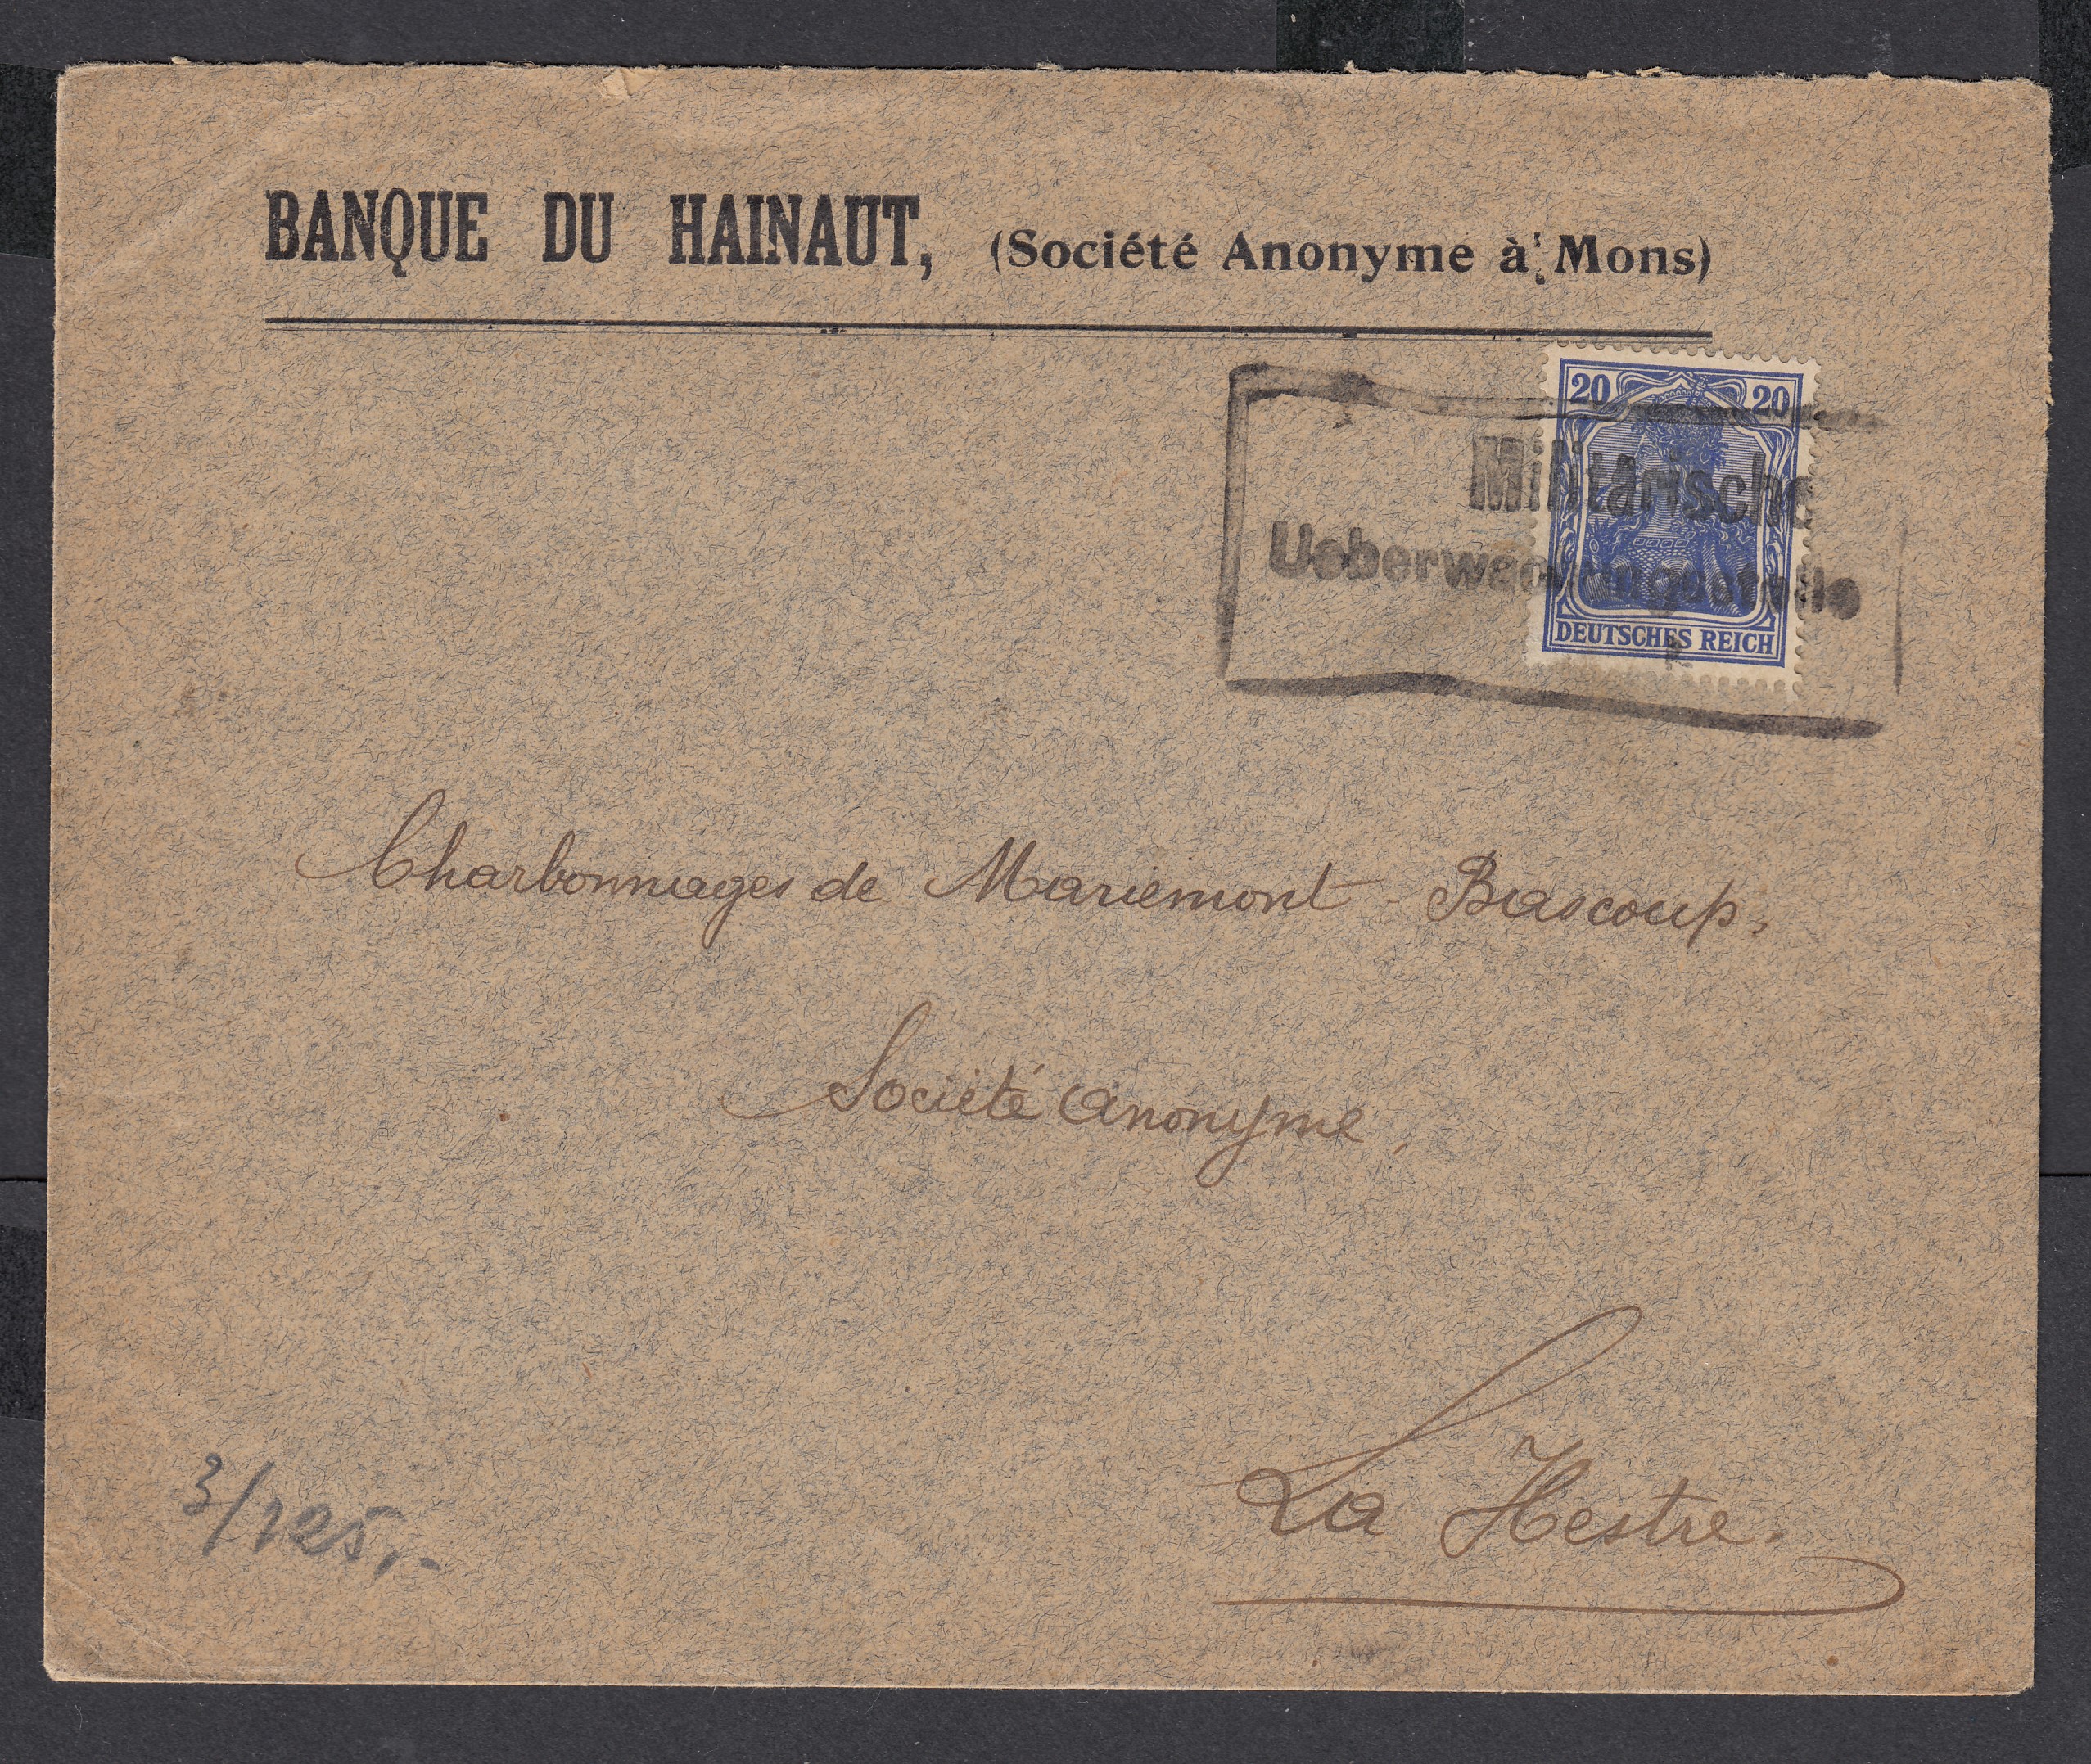 BANQUE DU HAINAUT, (Société Anonyme à Mons)
20 20
Militärische
Ueberwachungsstelle
DEUTSCHES REICH
Charbonnages de Mariemont - Bascoup,
Société Anonyme
La Hestre.
3/125,-